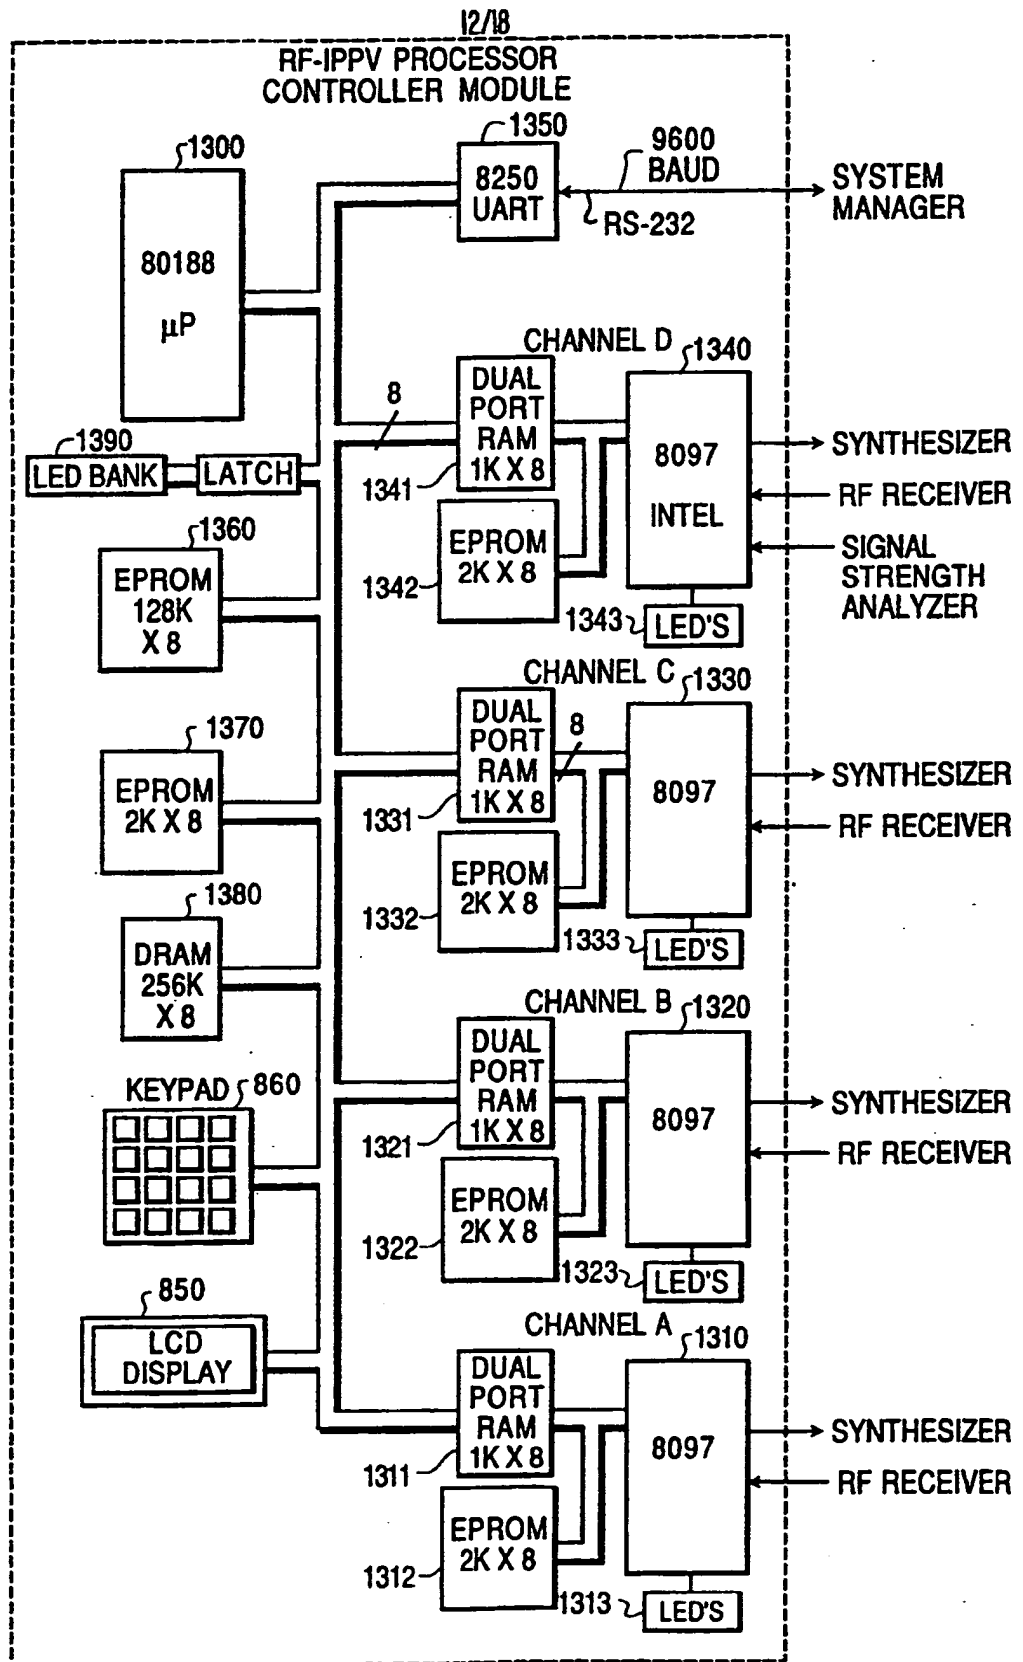 12/18
RF-IPPV PROCESSOR
CONTROLLER MODULE
1300
80188
μP
1350
8250
UART
9600
BAUD
RS-232
SYSTEM
MANAGER
1390
LED BANK
LATCH
8
CHANNEL D
DUAL
PORT
RAM
1K X 8
1341
1340
8097
INTEL
SYNTHESIZER
RF RECEIVER
SIGNAL
STRENGTH
ANALYZER
EPROM
2K X 8
1342
1343
LED'S
1360
EPROM
128K
X 8
CHANNEL C
DUAL
PORT
RAM
1K X 8
1331
8
1330
8097
SYNTHESIZER
RF RECEIVER
EPROM
2K X 8
1332
1333
LED'S
1370
EPROM
2K X 8
1380
DRAM
256K
X 8
CHANNEL B
DUAL
PORT
RAM
1K X 8
1321
1320
8097
SYNTHESIZER
RF RECEIVER
EPROM
2K X 8
1322
1323
LED'S
KEYPAD
860
850
LCD
DISPLAY
CHANNEL A
DUAL
PORT
RAM
1K X 8
1311
1310
8097
SYNTHESIZER
RF RECEIVER
EPROM
2K X 8
1312
1313
LED'S